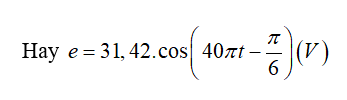 Hay e = 31,42.cos(40πt − π/6)(V)